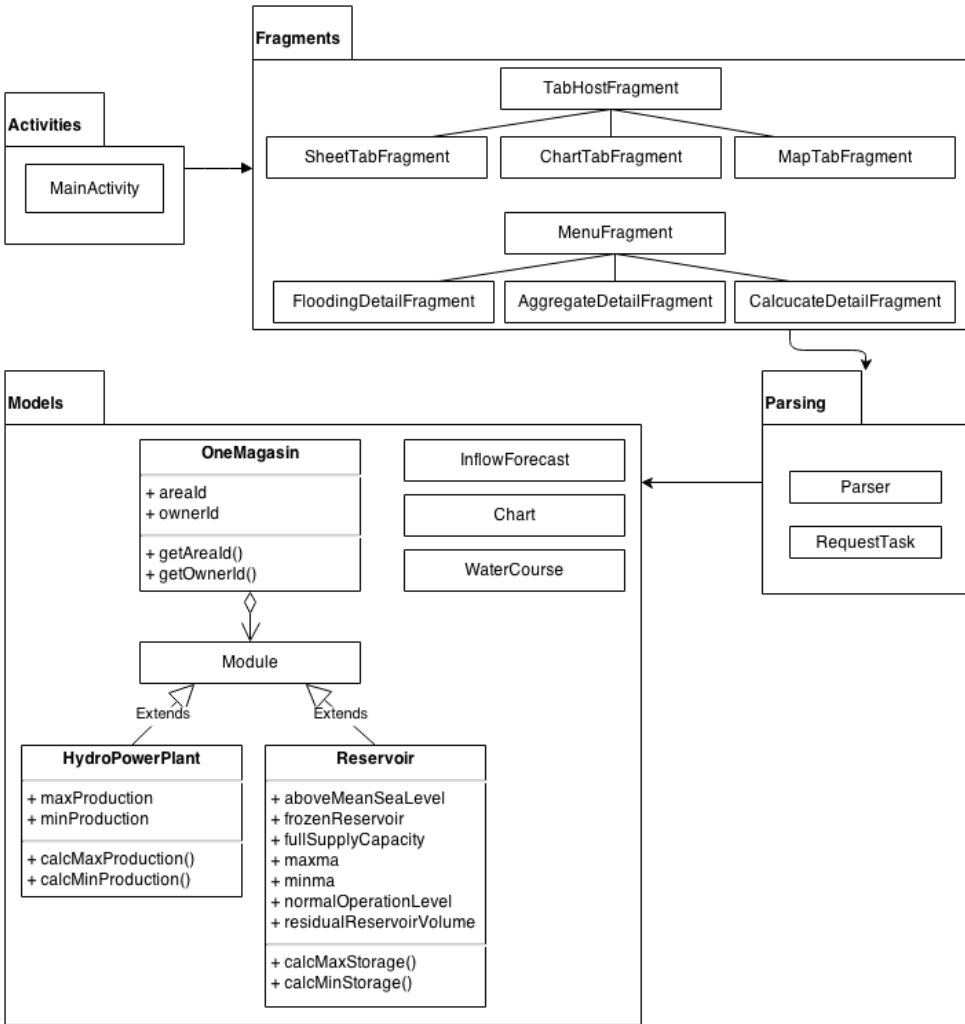 Fragments
TabHostFragment
SheetTabFragment
ChartTabFragment
MapTabFragment
MenuFragment
FloodingDetailFragment
AggregateDetailFragment
CalcucateDetailFragment
Activities
MainActivity
Models
OneMagasin
+ areaId
+ ownerId
+ getAreaId()
+ getOwnerId()
InflowForecast
Chart
WaterCourse
Module
Extends
Extends
HydroPowerPlant
+ maxProduction
+ minProduction
+ calcMaxProduction()
+ calcMinProduction()
Reservoir
+ aboveMeanSeaLevel
+ frozenReservoir
+ fullSupplyCapacity
+ maxma
+ minma
+ normalOperationLevel
+ residualReservoirVolume
+ calcMaxStorage()
+ calcMinStorage()
Parsing
Parser
RequestTask